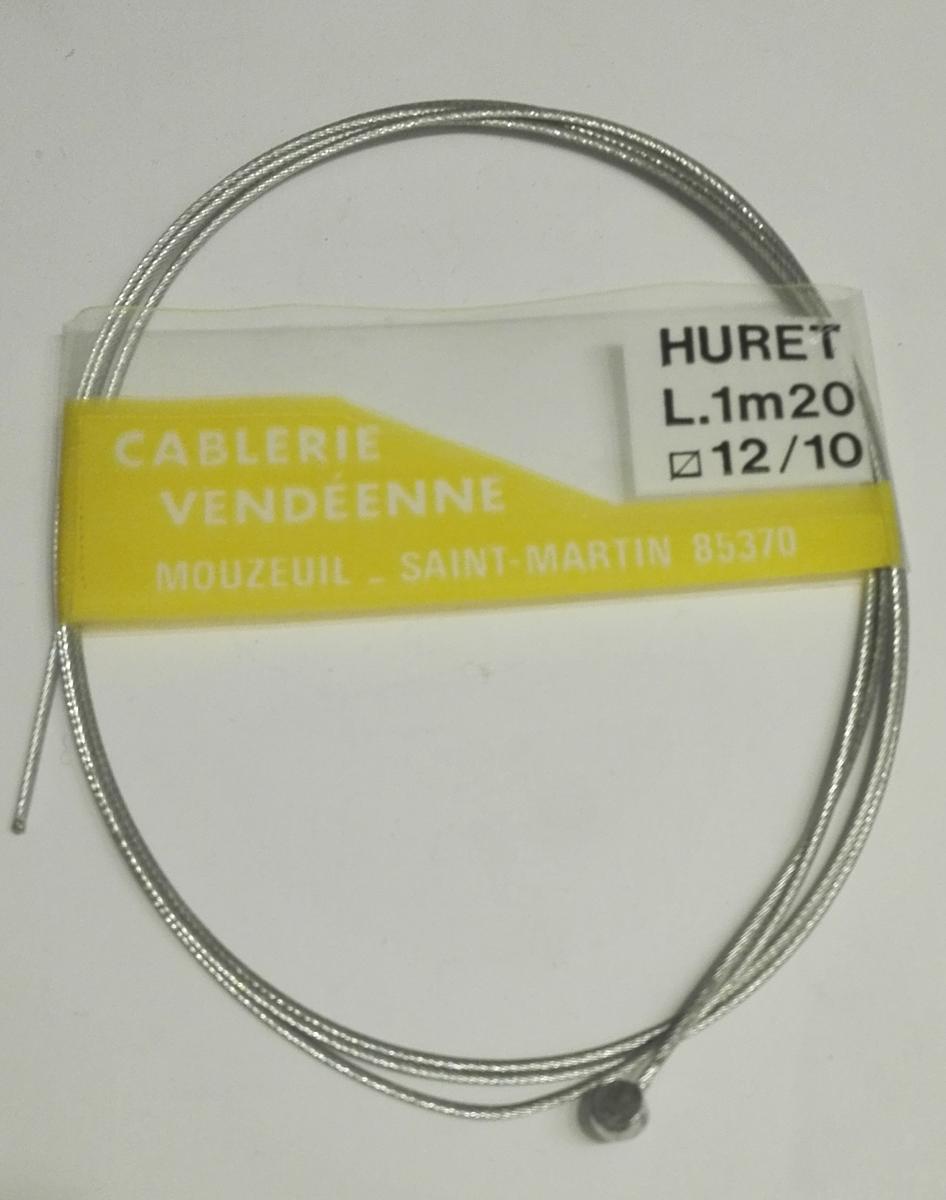 HURET
L.1m20
⌀12/10
CABLERIE
VENDÉENNE
MOUZEUIL - SAINT-MARTIN 85370